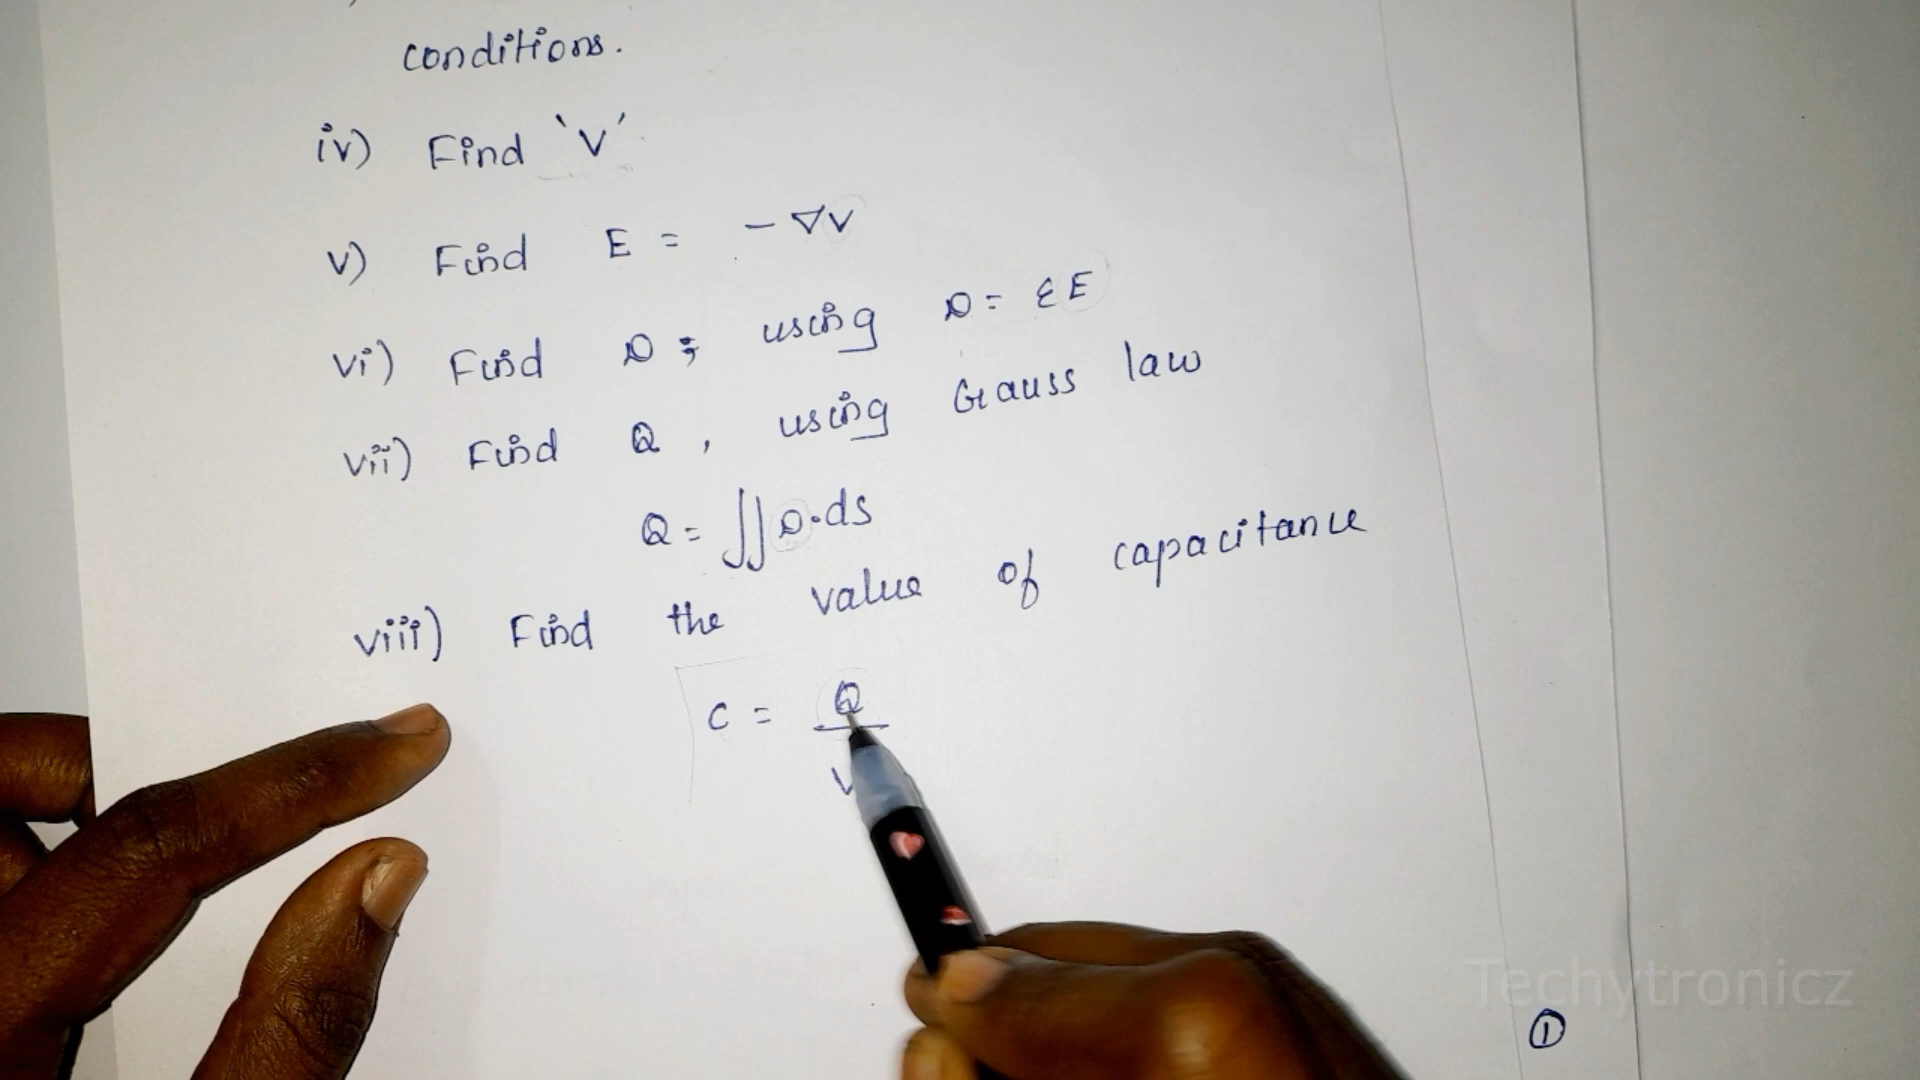 conditions.
iv) Find 'V'
v) Find E = - ∇V
vi) Find D ; using D = εE
vii) Find Q , using Gauss law
Q = ∬ D·ds
viii) Find the value of capacitance
C = Q
V
Techytronicz
1